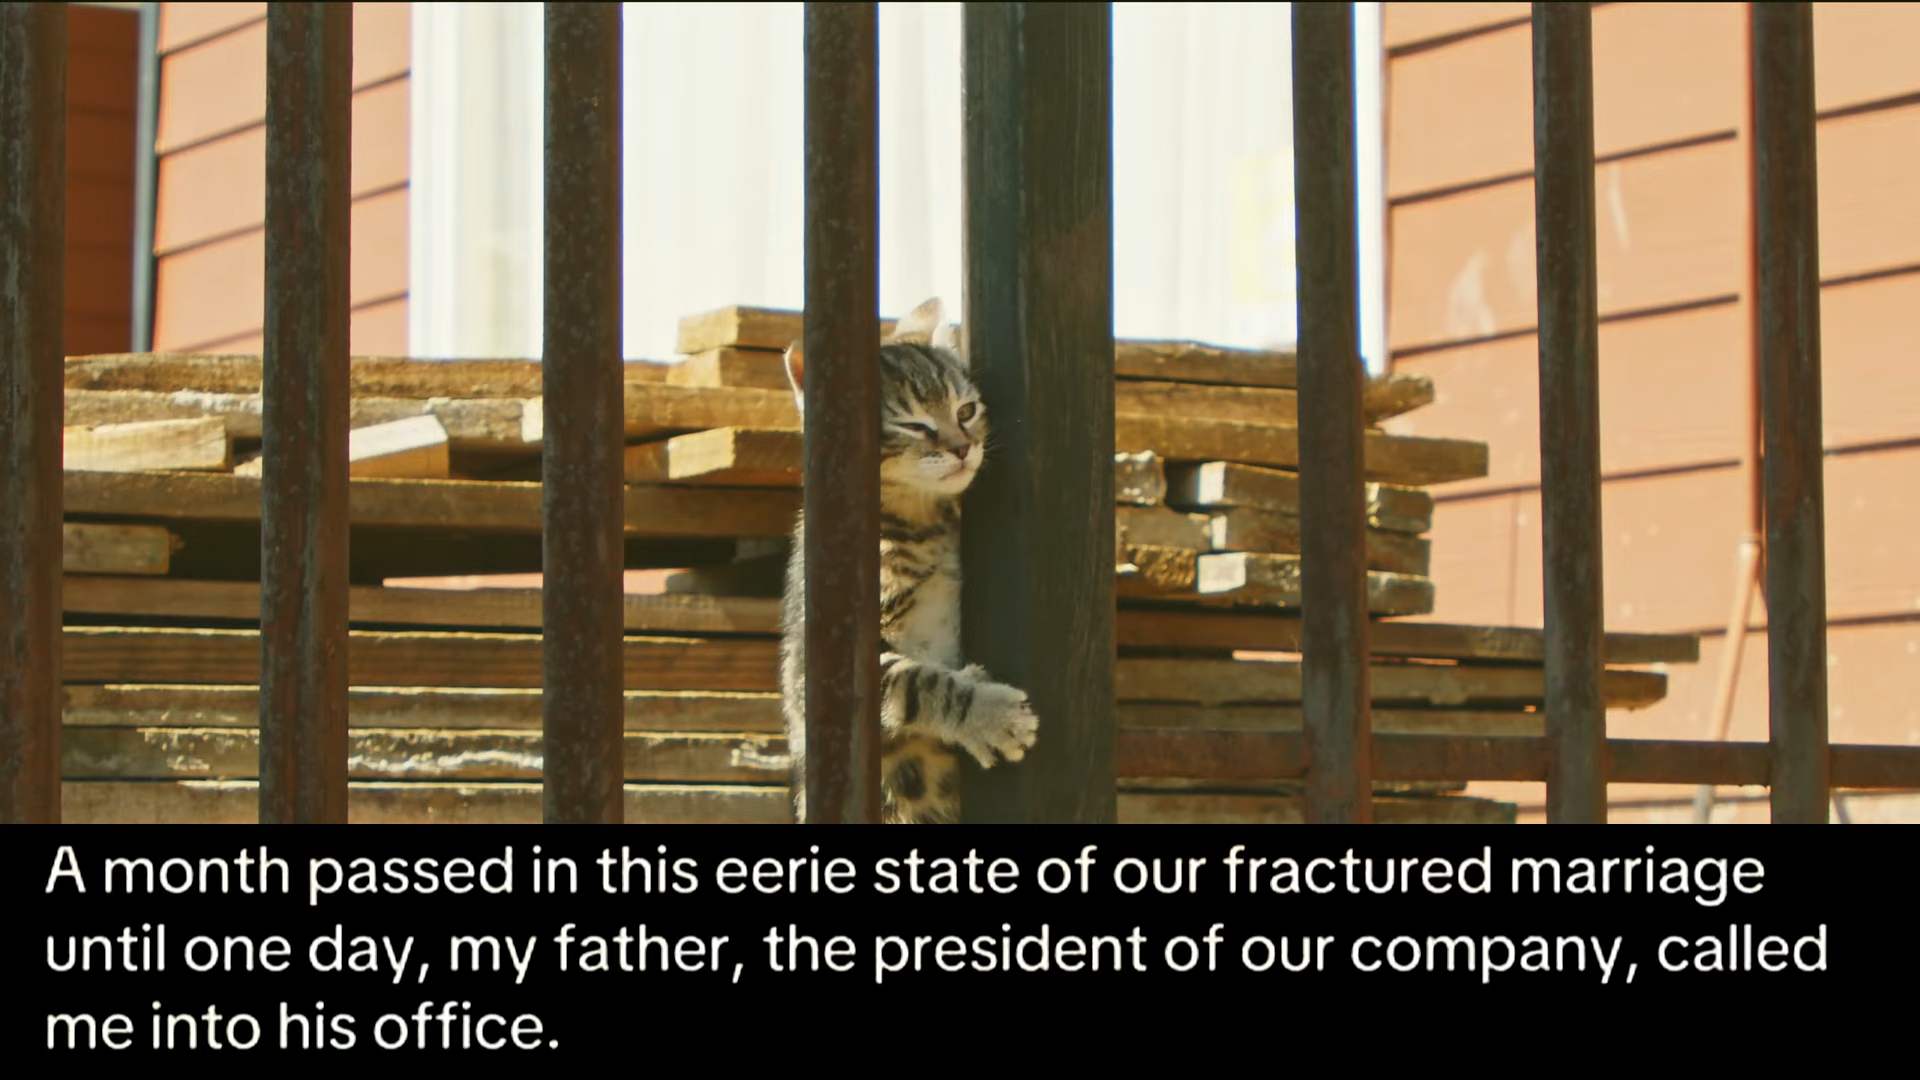 A month passed in this eerie state of our fractured marriage
until one day, my father, the president of our company, called
me into his office.